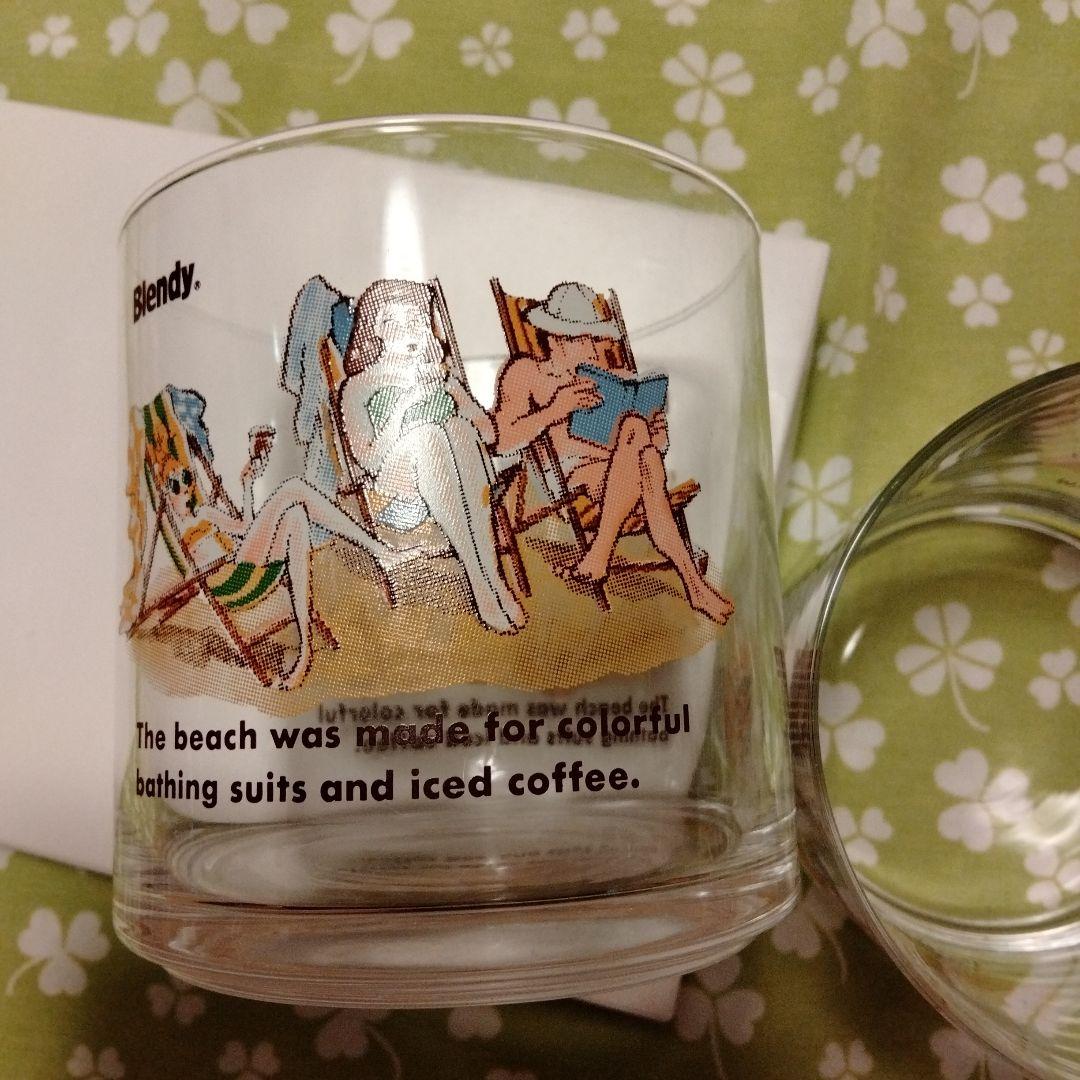 Blendy®
The beach was made for colorful
bathing suits and iced coffee.